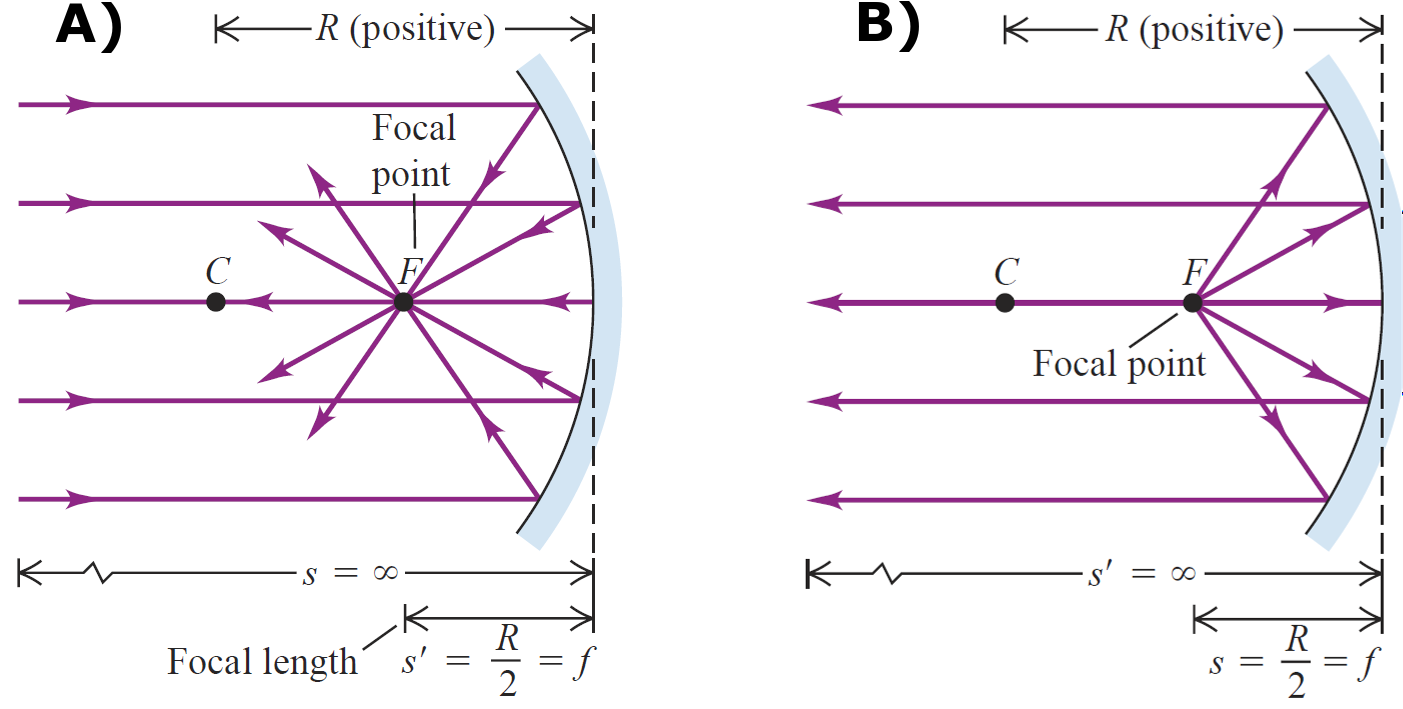 A)
R (positive)
Focal
point
C
F
s = ∞
Focal length
s′ = R/2 = f
B)
R (positive)
C
F
Focal point
s′ = ∞
s = R/2 = f